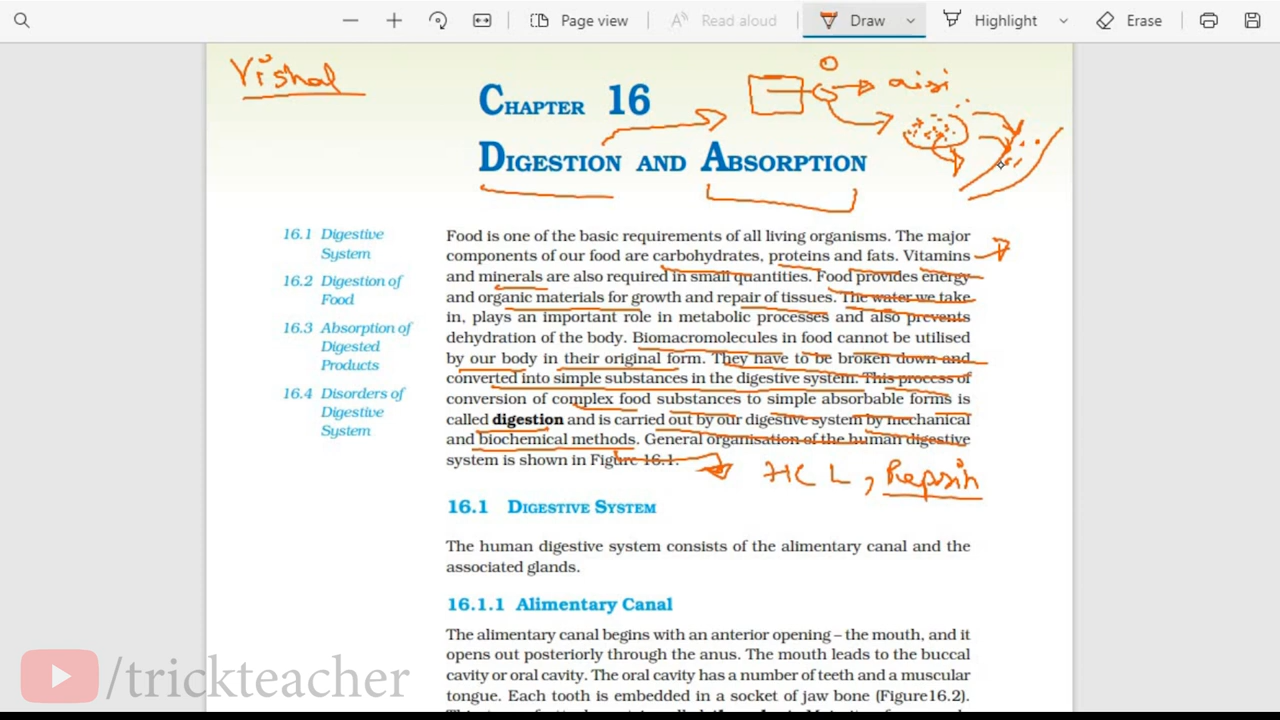 Page view
Read aloud
Draw
Highlight
Erase
Vishal
CHAPTER 16
DIGESTION AND ABSORPTION
16.1 Digestive
System
16.2 Digestion of
Food
16.3 Absorption of
Digested
Products
16.4 Disorders of
Digestive
System
Food is one of the basic requirements of all living organisms. The major
components of our food are carbohydrates, proteins and fats. Vitamins
and minerals are also required in small quantities. Food provides energy
and organic materials for growth and repair of tissues. The water we take
in, plays an important role in metabolic processes and also prevents
dehydration of the body. Biomacromolecules in food cannot be utilised
by our body in their original form. They have to be broken down and
converted into simple substances in the digestive system. This process of
conversion of complex food substances to simple absorbable forms is
called digestion and is carried out by our digestive system by mechanical
and biochemical methods. General organisation of the human digestive
system is shown in Figure 16.1.
HCL, Pepsin
16.1 DIGESTIVE SYSTEM
The human digestive system consists of the alimentary canal and the
associated glands.
16.1.1 Alimentary Canal
The alimentary canal begins with an anterior opening – the mouth, and it
opens out posteriorly through the anus. The mouth leads to the buccal
cavity or oral cavity. The oral cavity has a number of teeth and a muscular
tongue. Each tooth is embedded in a socket of jaw bone (Figure16.2).
/trickteacher